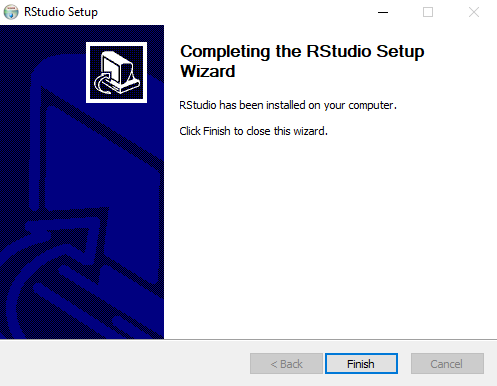 RStudio Setup
Completing the RStudio Setup
Wizard
RStudio has been installed on your computer.
Click Finish to close this wizard.
< Back
Finish
Cancel